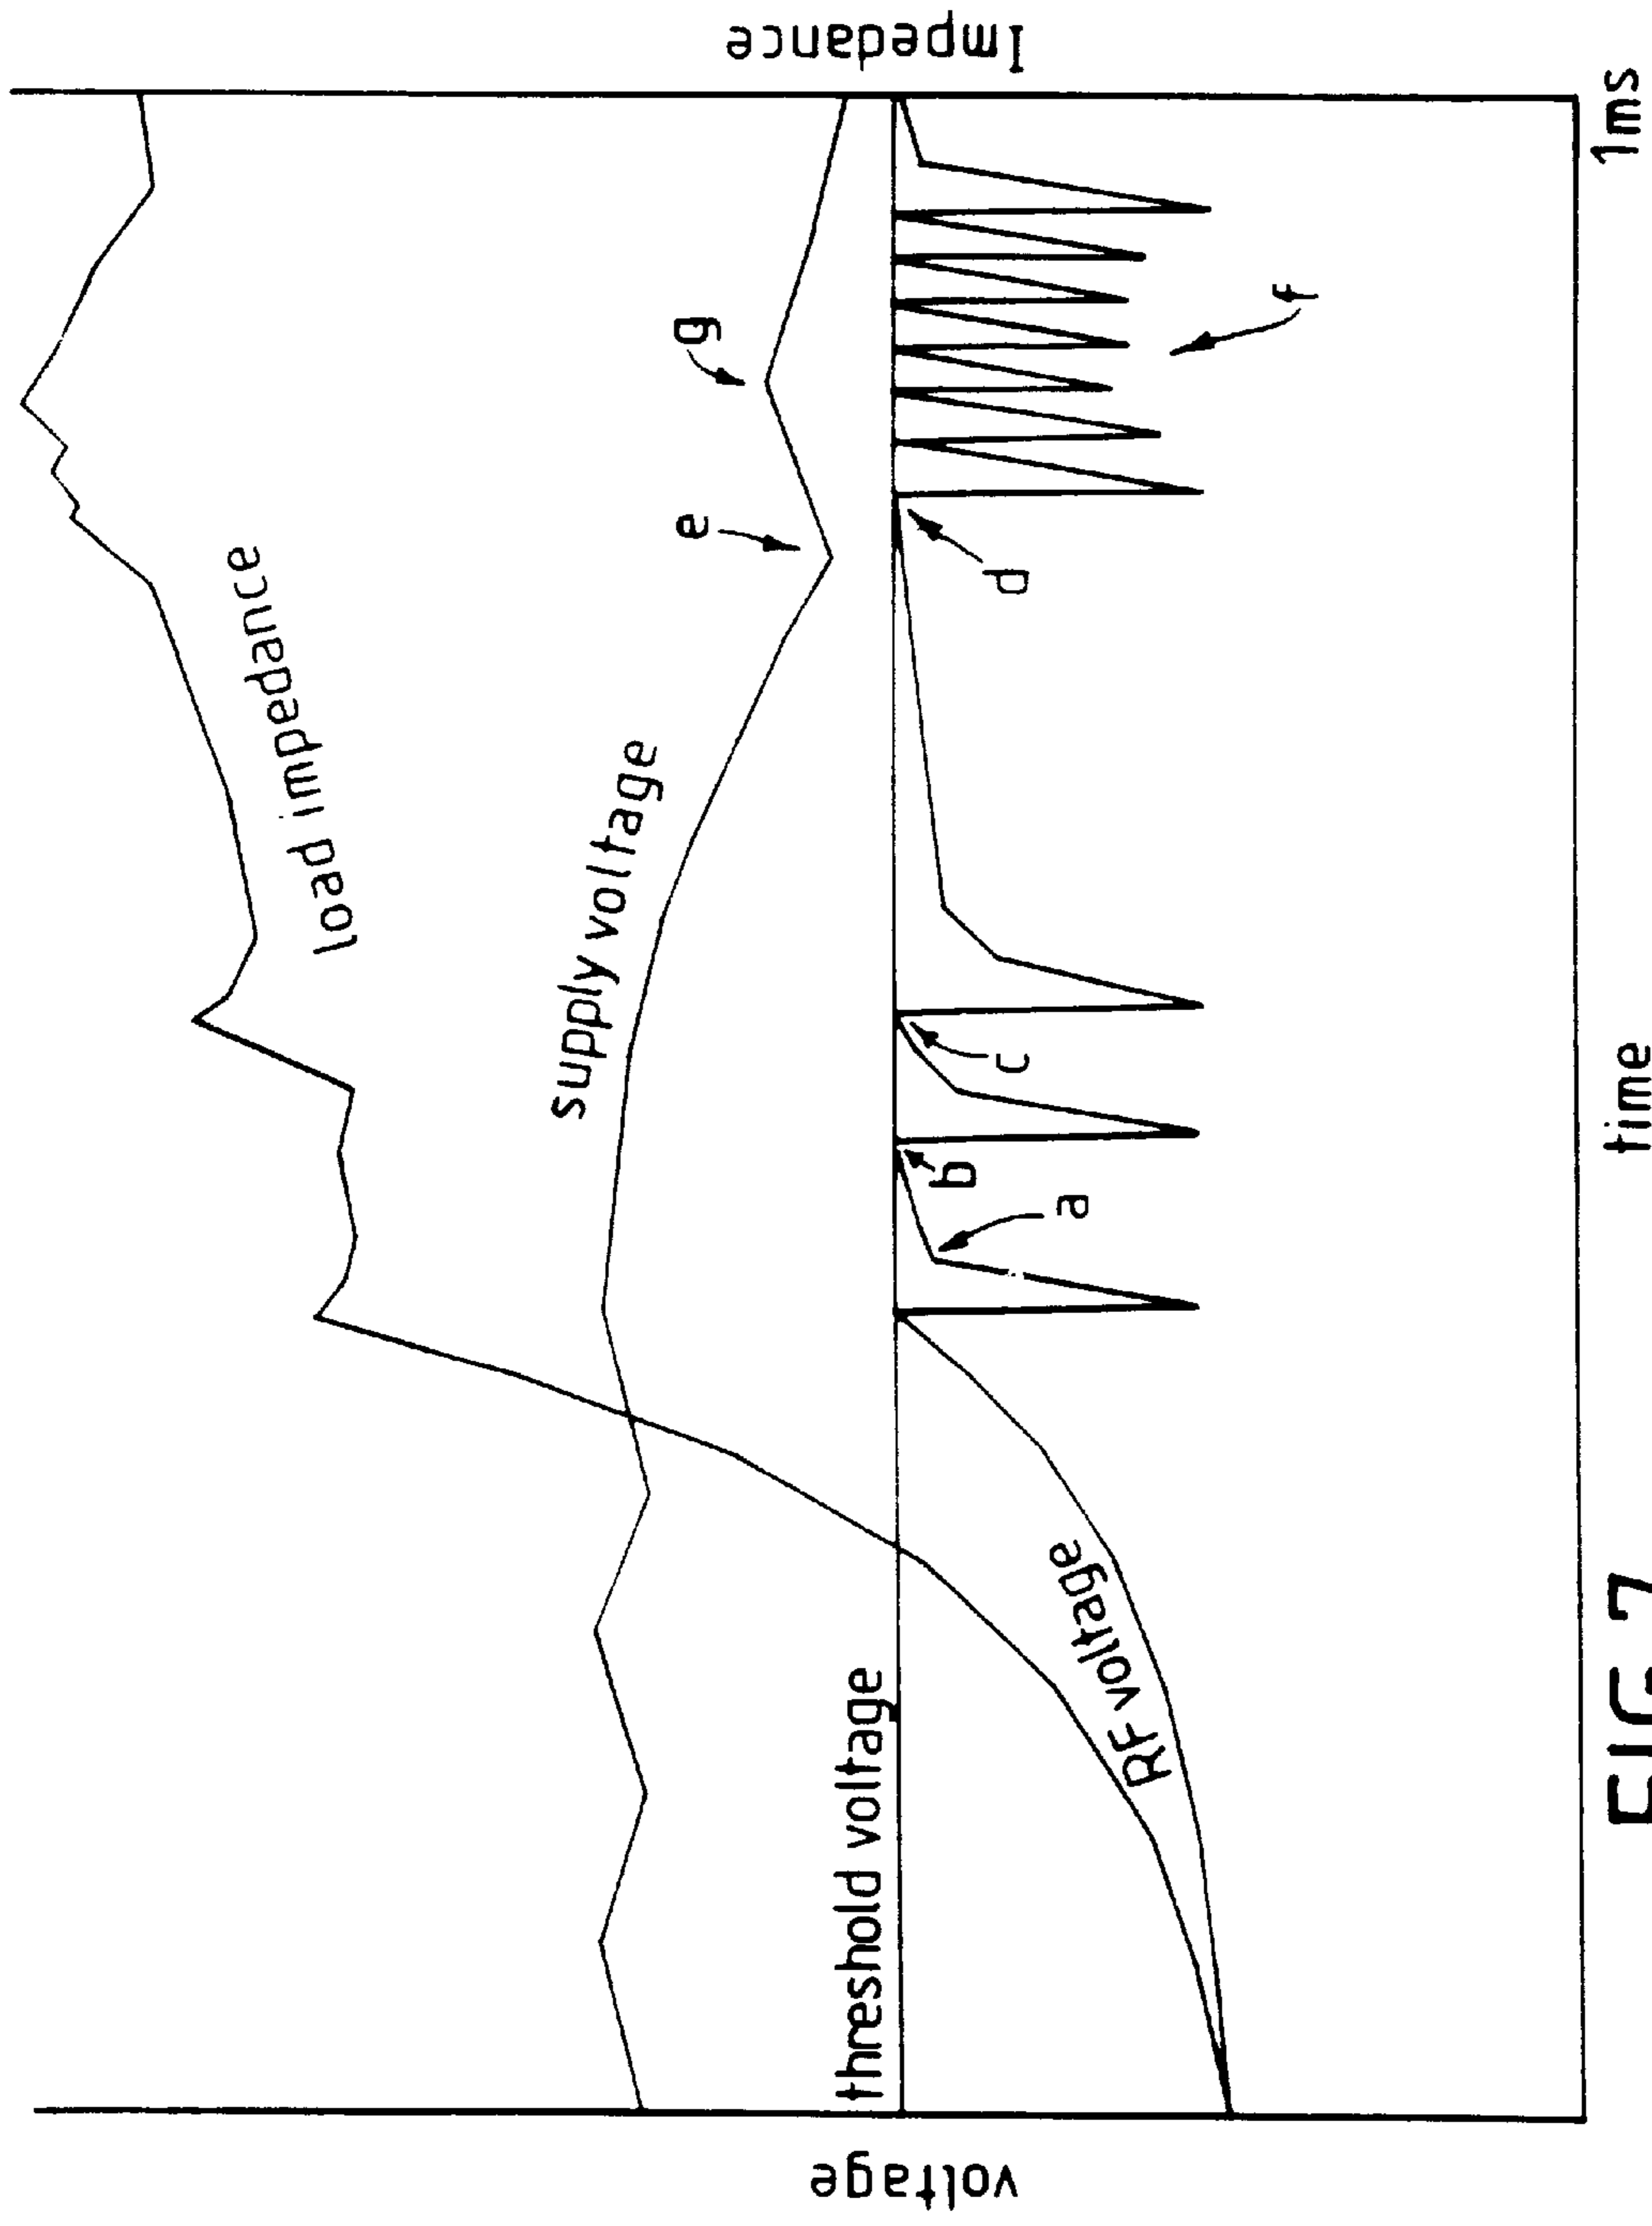 load impedance
supply voltage
threshold voltage
RF voltage
a
b
c
d
e
f
g
voltage
Impedance
time
1ms
FIG 7